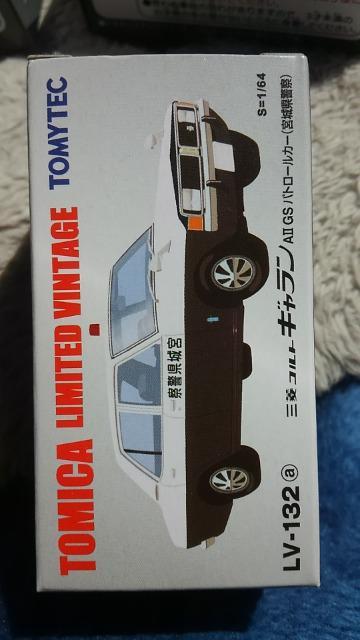 TOMICA LIMITED VINTAGE TOMYTEC
宮城県警察
LV-132 ⓐ 三菱 コルト ギャラン AⅡ GS パトロールカー(宮城県警察) S=1/64